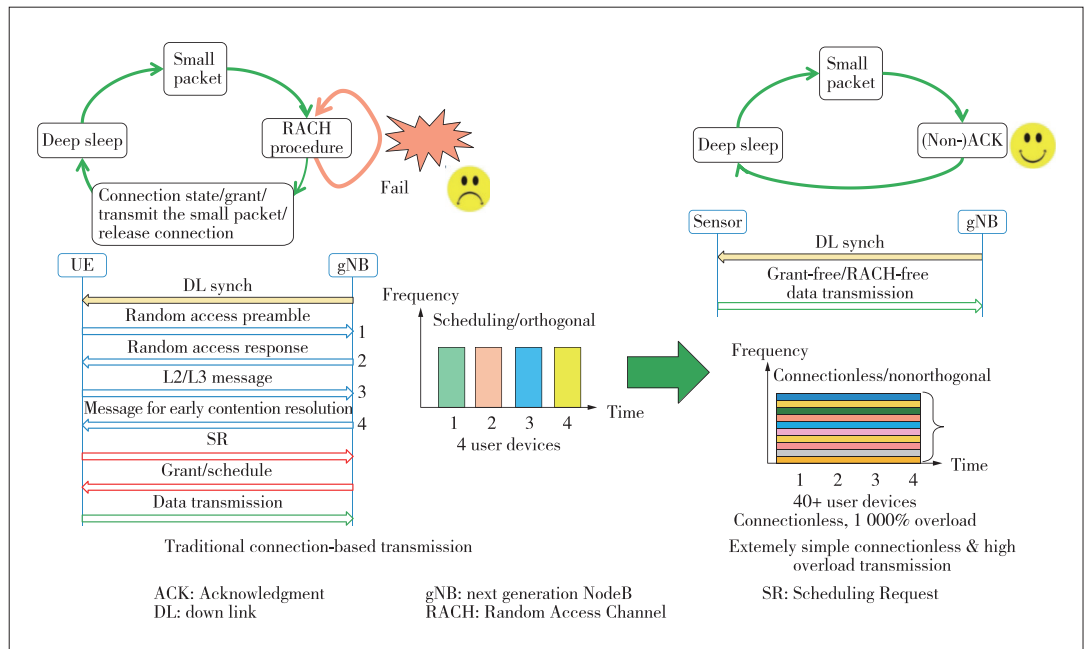 Small
packet
Deep sleep
RACH
procedure
Fail
Connection state/grant/
transmit the small packet/
release connection
UE
gNB
DL synch
Random access preamble
1
Random access response
2
L2/L3 message
3
Message for early contention resolution
4
SR
Grant/schedule
Data transmission
Frequency
Scheduling/orthogonal
Time
1 2 3 4
4 user devices
Traditional connection-based transmission
Small
packet
Deep sleep
(Non-)ACK
Sensor
gNB
DL synch
Grant-free/RACH-free
data transmission
Frequency
Connectionless/nonorthogonal
Time
1 2 3 4
40+ user devices
Connectionless, 1 000% overload
Extemely simple connectionless & high
overload transmission
ACK: Acknowledgment
DL: down link
gNB: next generation NodeB
RACH: Random Access Channel
SR: Scheduling Request